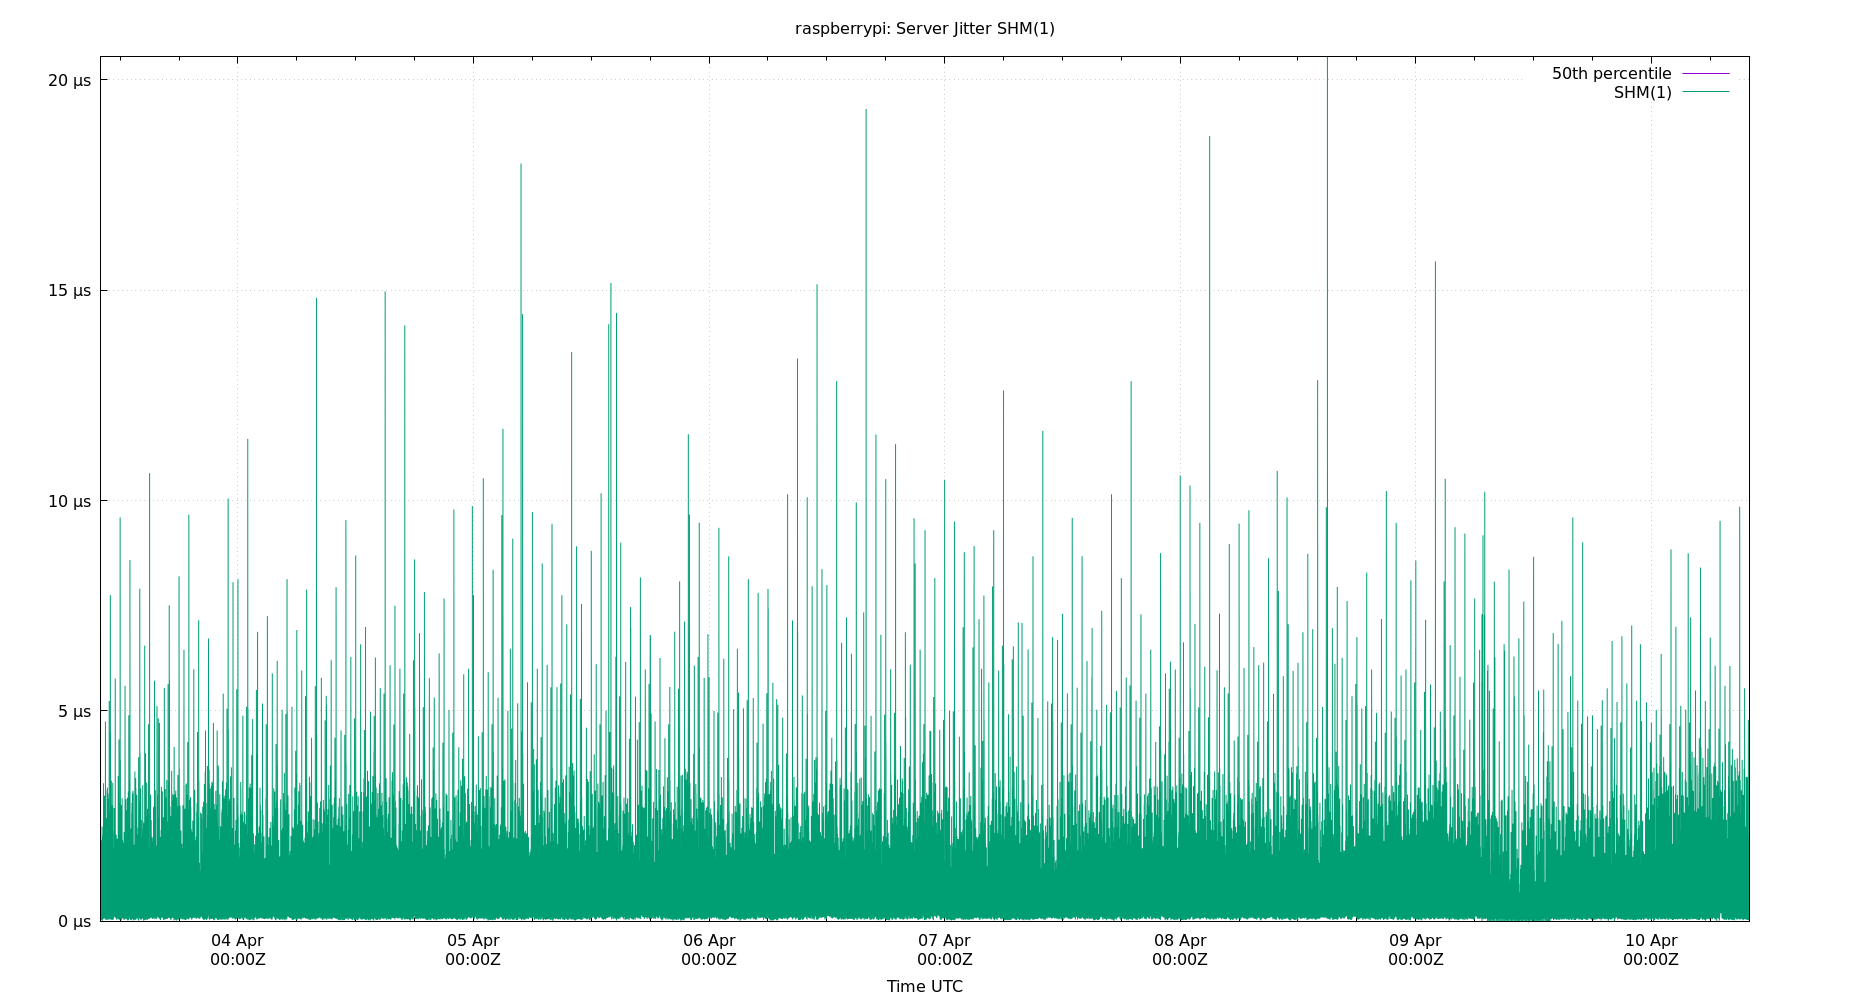 raspberrypi: Server Jitter SHM(1)
20 µs
50th percentile
SHM(1)
15 µs
10 µs
5 µs
0 µs
04 Apr 05 Apr 06 Apr 07 Apr 08 Apr 09 Apr 10 Apr
00:00Z 00:00Z 00:00Z 00:00Z 00:00Z 00:00Z 00:00Z
Time UTC